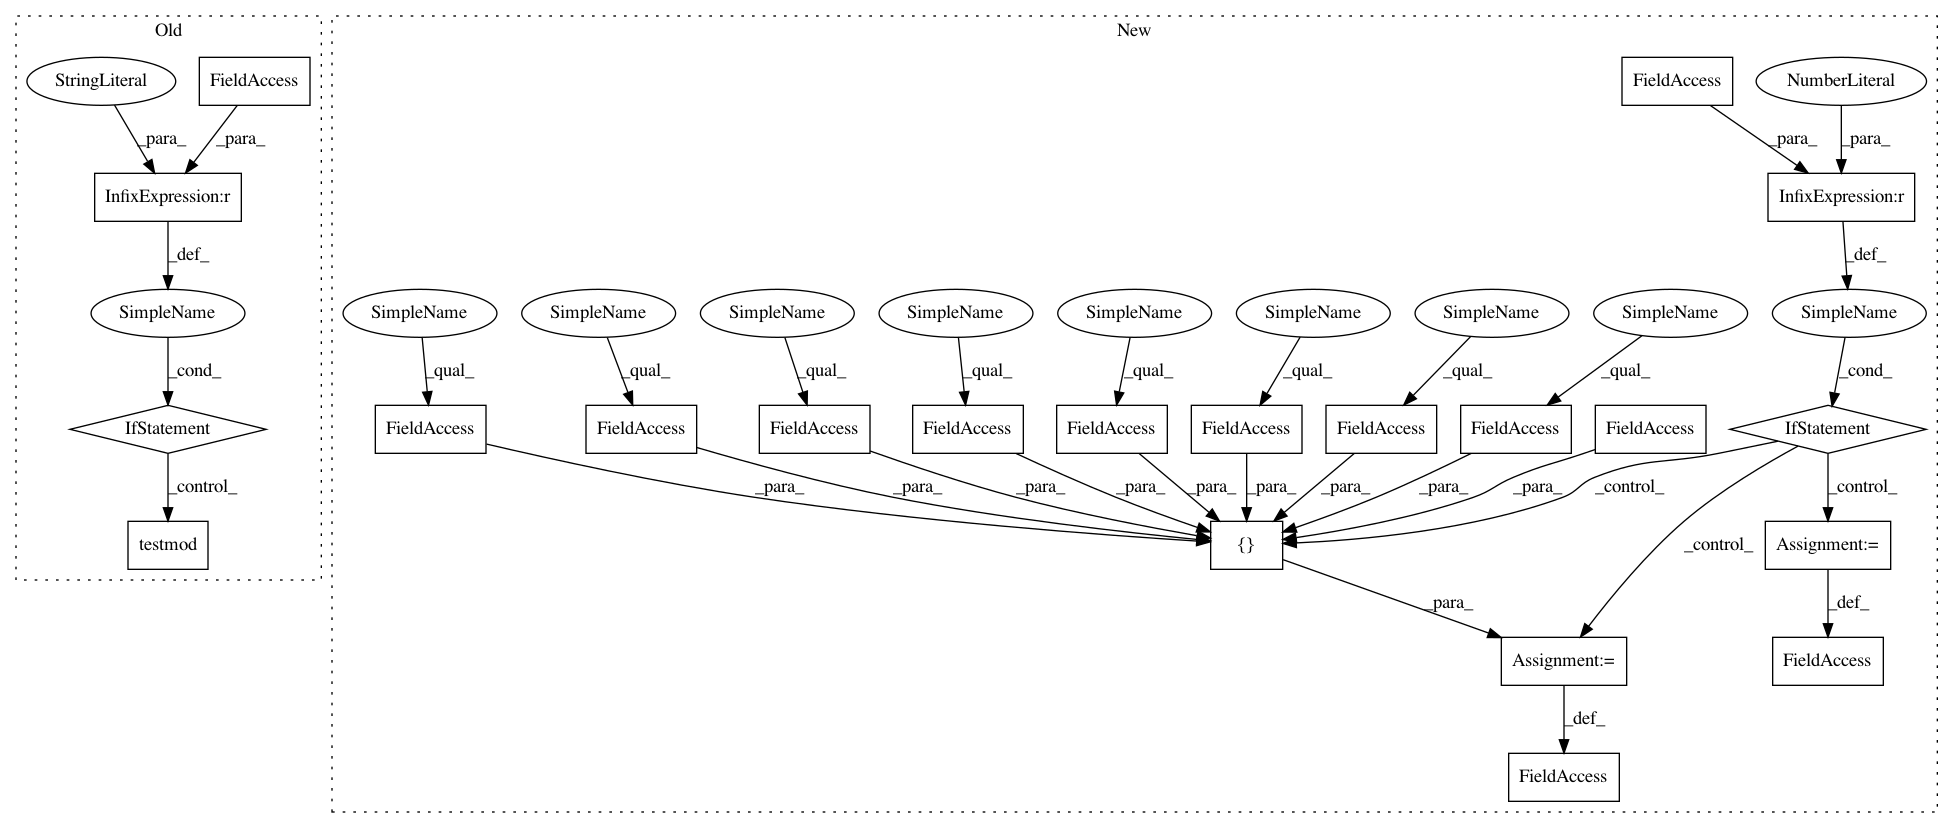 Old
New
StringLiteral
FieldAccess
FieldAccess
NumberLiteral
_para_
_para_
_para_
_para_
InfixExpression:r
InfixExpression:r
_def_
_def_
SimpleName
SimpleName
SimpleName
SimpleName
SimpleName
SimpleName
SimpleName
SimpleName
SimpleName
SimpleName
_cond_
_qual_
_qual_
_qual_
_qual_
_qual_
_qual_
_qual_
_qual_
_cond_
IfStatement
FieldAccess
FieldAccess
FieldAccess
FieldAccess
FieldAccess
FieldAccess
FieldAccess
FieldAccess
FieldAccess
IfStatement
_control_
_para_
_para_
_para_
_para_
_para_
_para_
_para_
_para_
_para_
_control_
_control_
testmod
{}
_control_
Assignment:=
_para_
_def_
Assignment:=
FieldAccess
_def_
FieldAccess